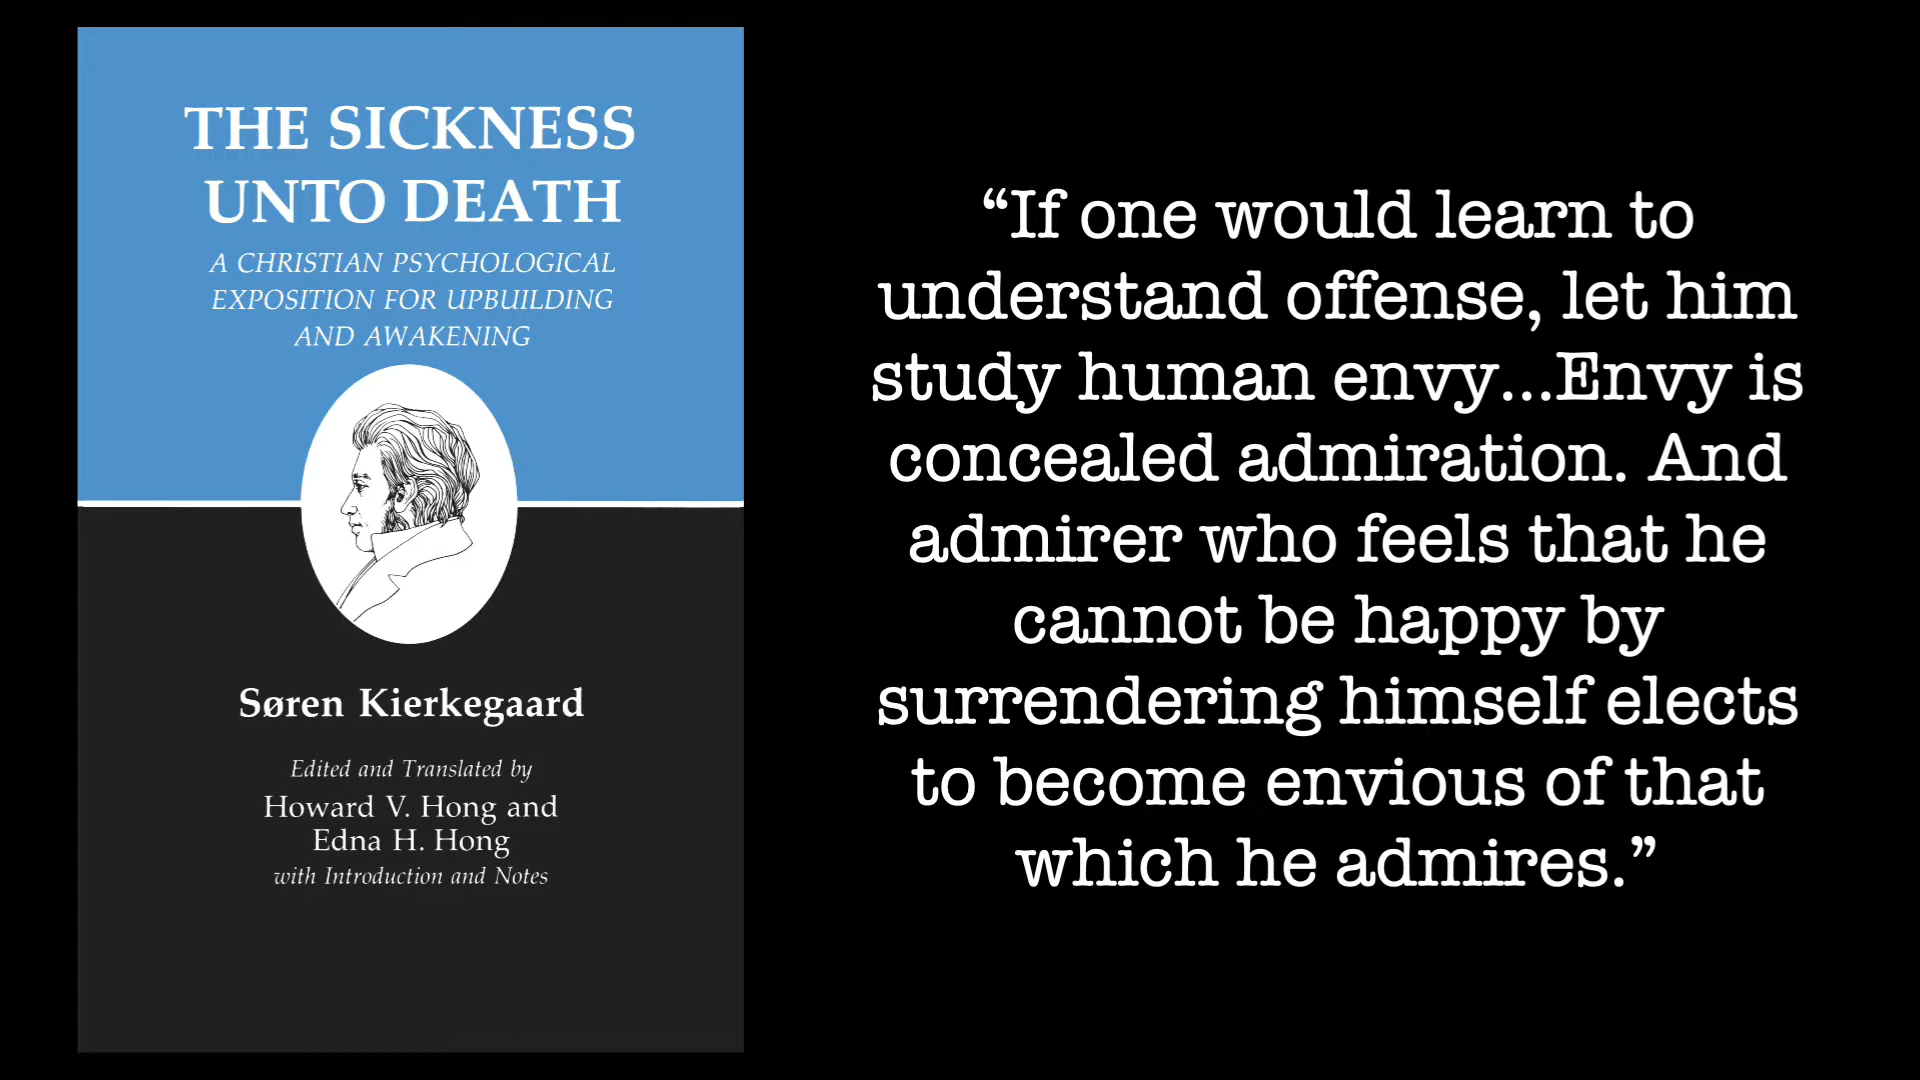 THE SICKNESS
UNTO DEATH
A CHRISTIAN PSYCHOLOGICAL
EXPOSITION FOR UPBUILDING
AND AWAKENING
Søren Kierkegaard
Edited and Translated by
Howard V. Hong and
Edna H. Hong
with Introduction and Notes
“If one would learn to
understand offense, let him
study human envy...Envy is
concealed admiration. And
admirer who feels that he
cannot be happy by
surrendering himself elects
to become envious of that
which he admires.”